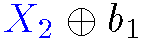 X₂ ⊕ b₁